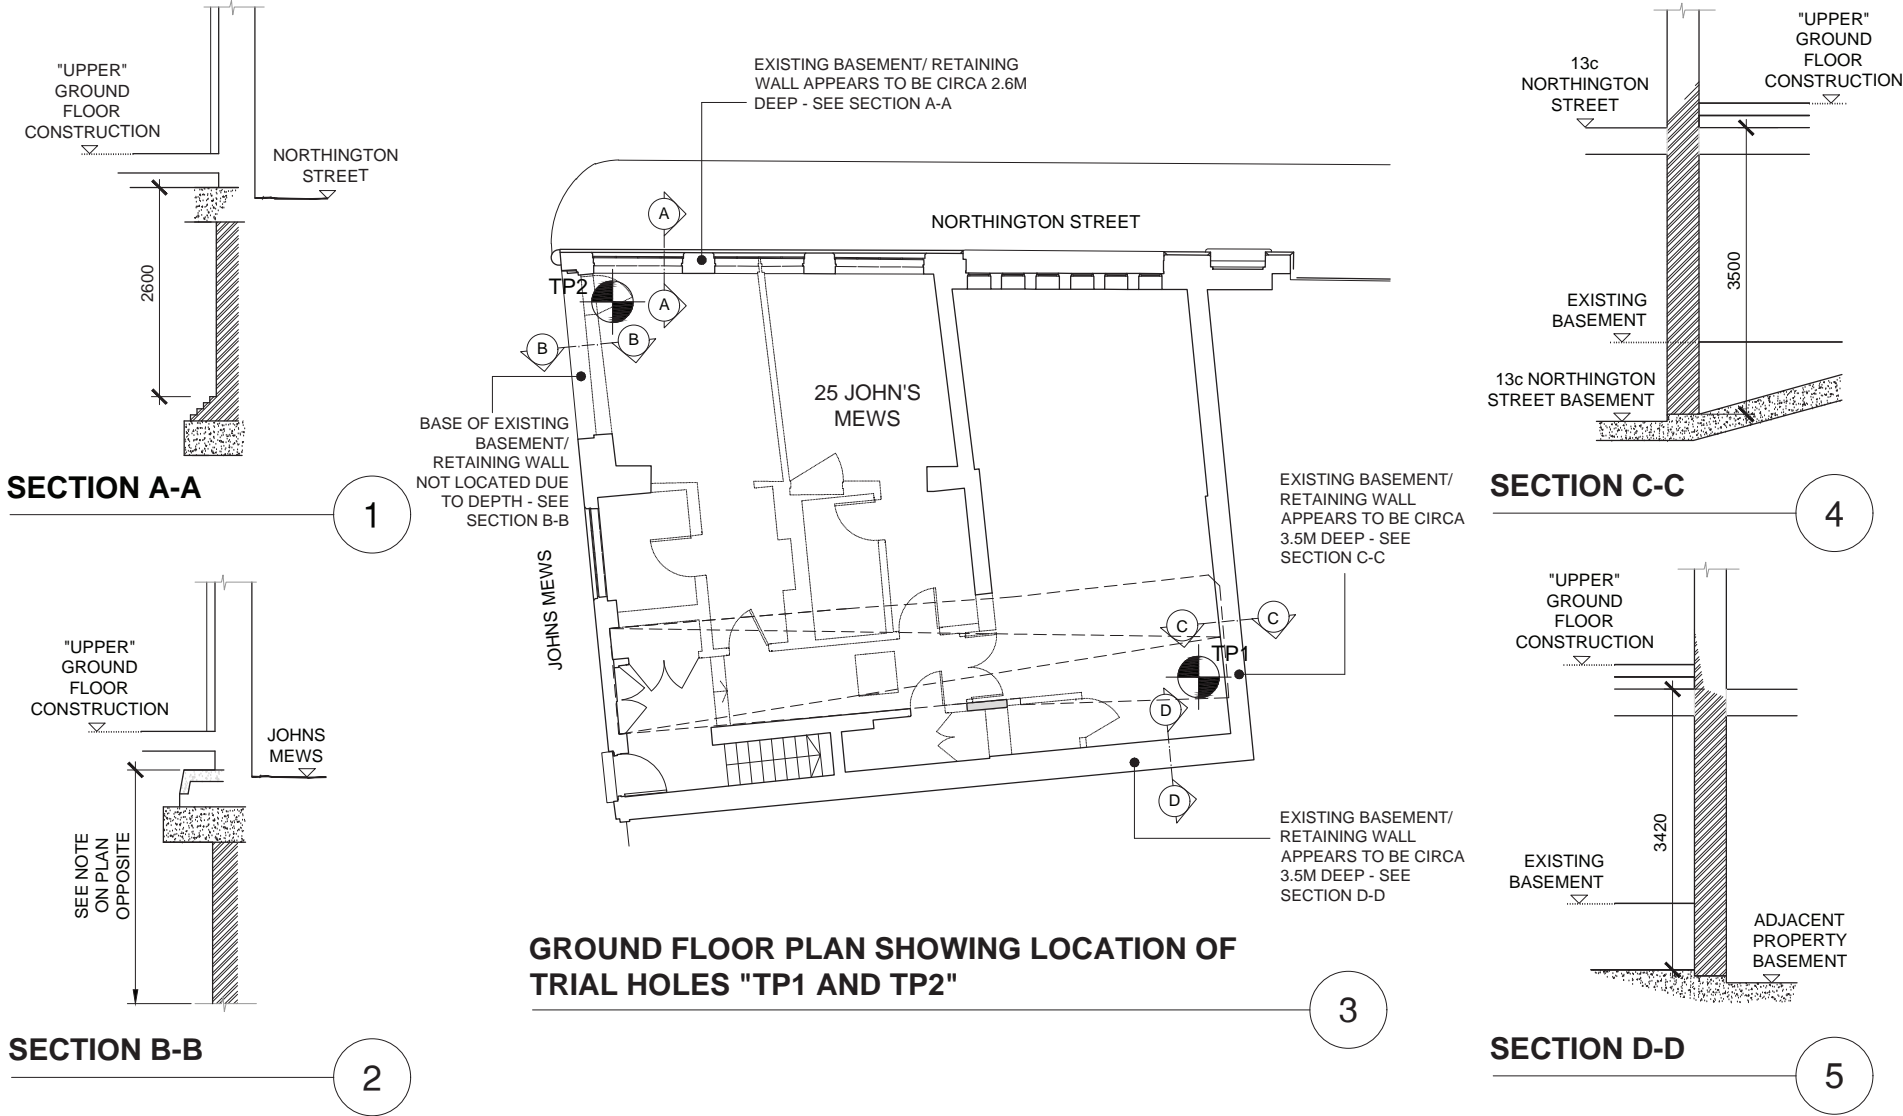 "UPPER"
GROUND
FLOOR
CONSTRUCTION
NORTHINGTON
STREET
2600
SECTION A-A
1
"UPPER"
GROUND
FLOOR
CONSTRUCTION
JOHNS
MEWS
SEE NOTE
ON PLAN
OPPOSITE
SECTION B-B
2
EXISTING BASEMENT/ RETAINING
WALL APPEARS TO BE CIRCA 2.6M
DEEP - SEE SECTION A-A
NORTHINGTON STREET
A
A
TP2
B
B
25 JOHN'S
MEWS
BASE OF EXISTING
BASEMENT/
RETAINING WALL
NOT LOCATED DUE
TO DEPTH - SEE
SECTION B-B
JOHNS MEWS
C
C
TP1
D
D
EXISTING BASEMENT/
RETAINING WALL
APPEARS TO BE CIRCA
3.5M DEEP - SEE
SECTION C-C
EXISTING BASEMENT/
RETAINING WALL
APPEARS TO BE CIRCA
3.5M DEEP - SEE
SECTION D-D
GROUND FLOOR PLAN SHOWING LOCATION OF
TRIAL HOLES "TP1 AND TP2"
3
"UPPER"
GROUND
FLOOR
CONSTRUCTION
13c
NORTHINGTON
STREET
3500
EXISTING
BASEMENT
13c NORTHINGTON
STREET BASEMENT
SECTION C-C
4
"UPPER"
GROUND
FLOOR
CONSTRUCTION
3420
EXISTING
BASEMENT
ADJACENT
PROPERTY
BASEMENT
SECTION D-D
5